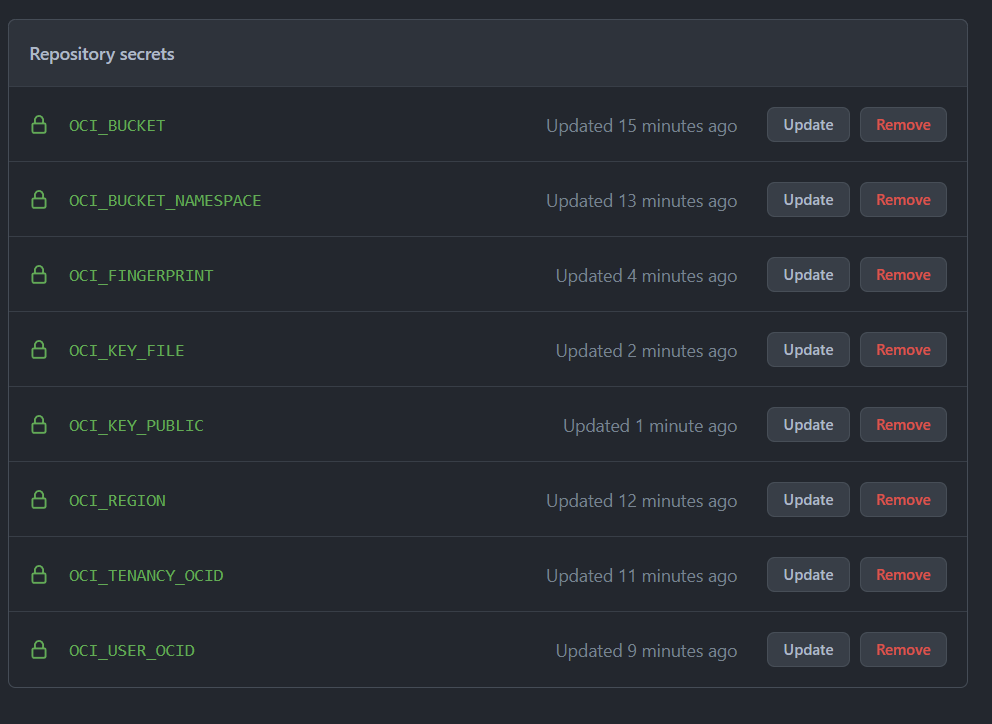 Repository secrets
OCI_BUCKET Updated 15 minutes ago Update Remove
OCI_BUCKET_NAMESPACE Updated 13 minutes ago Update Remove
OCI_FINGERPRINT Updated 4 minutes ago Update Remove
OCI_KEY_FILE Updated 2 minutes ago Update Remove
OCI_KEY_PUBLIC Updated 1 minute ago Update Remove
OCI_REGION Updated 12 minutes ago Update Remove
OCI_TENANCY_OCID Updated 11 minutes ago Update Remove
OCI_USER_OCID Updated 9 minutes ago Update Remove